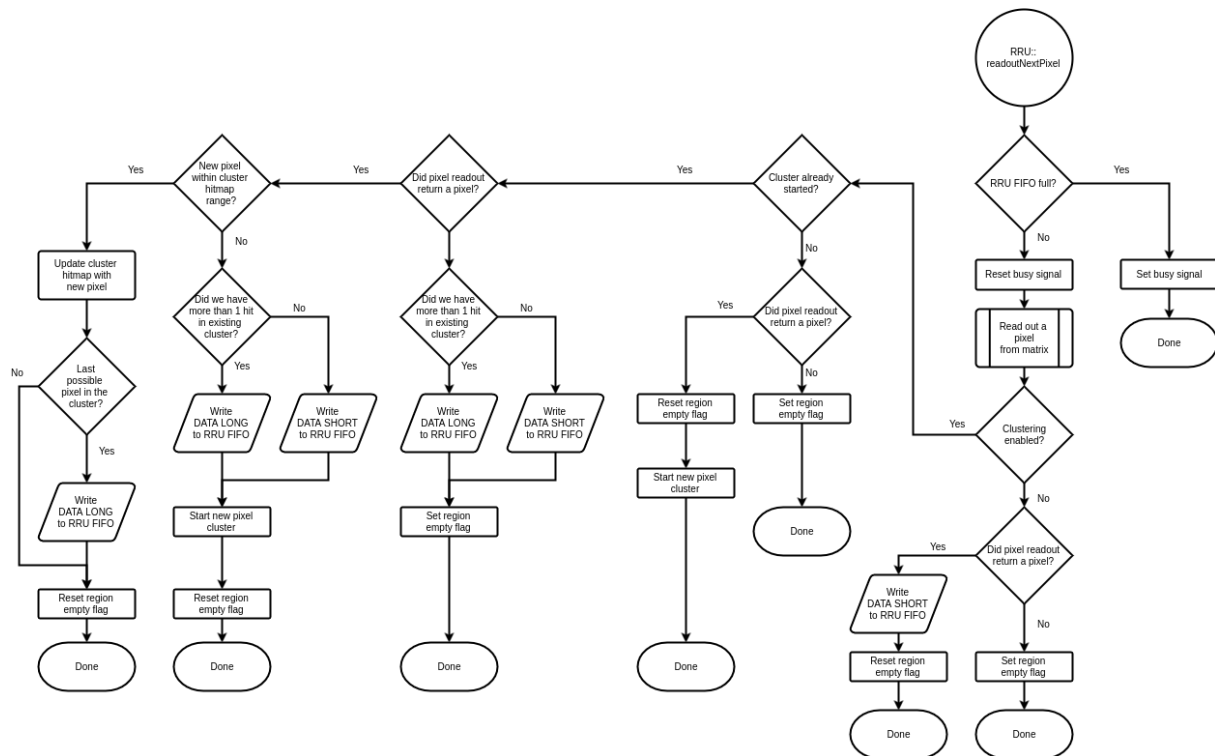 RRU::
readoutNextPixel
RRU FIFO full?
Yes
No
Set busy signal
Done
Reset busy signal
Read out a
pixel
from matrix
Clustering
enabled?
Yes
No
Did pixel readout
return a pixel?
Yes
No
Write
DATA SHORT
to RRU FIFO
Reset region
empty flag
Done
Set region
empty flag
Done
Cluster already
started?
Yes
No
Did pixel readout
return a pixel?
Yes
No
Reset region
empty flag
Start new pixel
cluster
Done
Set region
empty flag
Done
Did pixel readout
return a pixel?
Yes
Did we have
more than 1 hit
in existing
cluster?
No
Yes
Write
DATA LONG
to RRU FIFO
Write
DATA SHORT
to RRU FIFO
Set region
empty flag
Done
New pixel
within cluster
hitmap
range?
Yes
No
Did we have
more than 1 hit
in existing
cluster?
No
Yes
Write
DATA LONG
to RRU FIFO
Write
DATA SHORT
to RRU FIFO
Start new pixel
cluster
Reset region
empty flag
Done
Update cluster
hitmap with
new pixel
Last
possible
pixel in the
cluster?
No
Yes
Write
DATA LONG
to RRU FIFO
Reset region
empty flag
Done